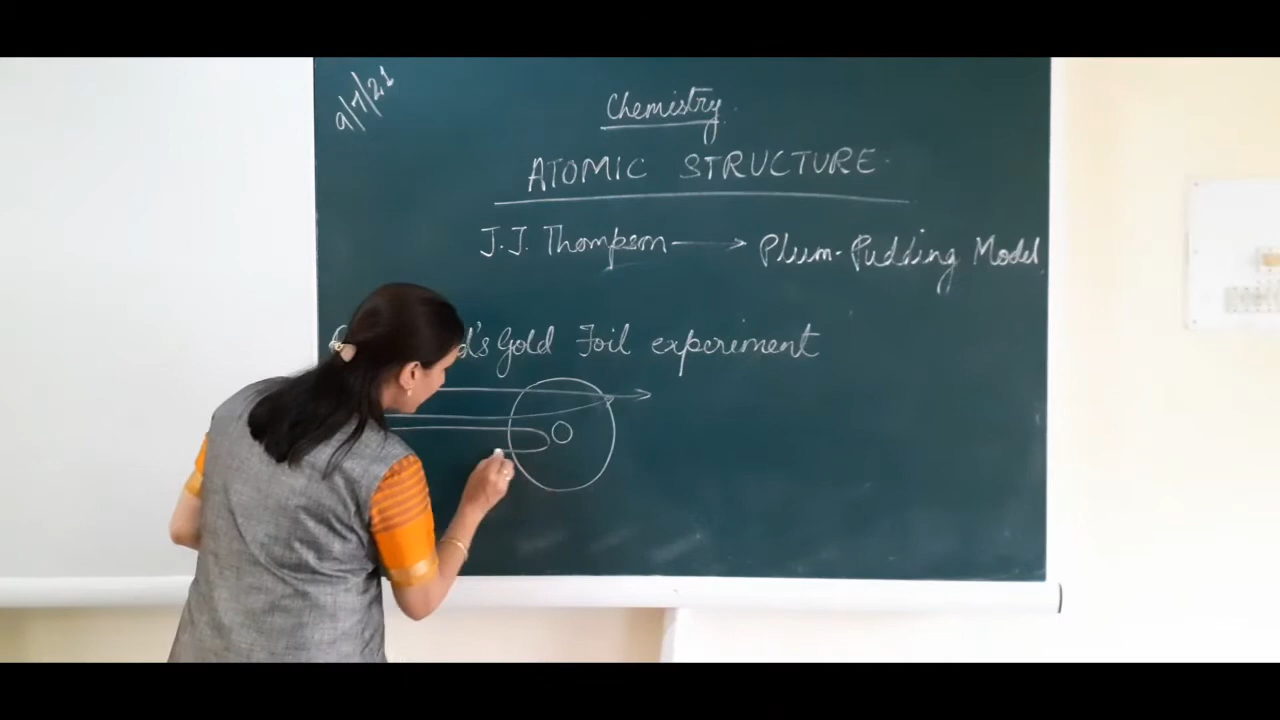 9/7/21
Chemistry.
ATOMIC STRUCTURE.
J.J. Thompson → Plum-Pudding Model.
Gold Foil experiment